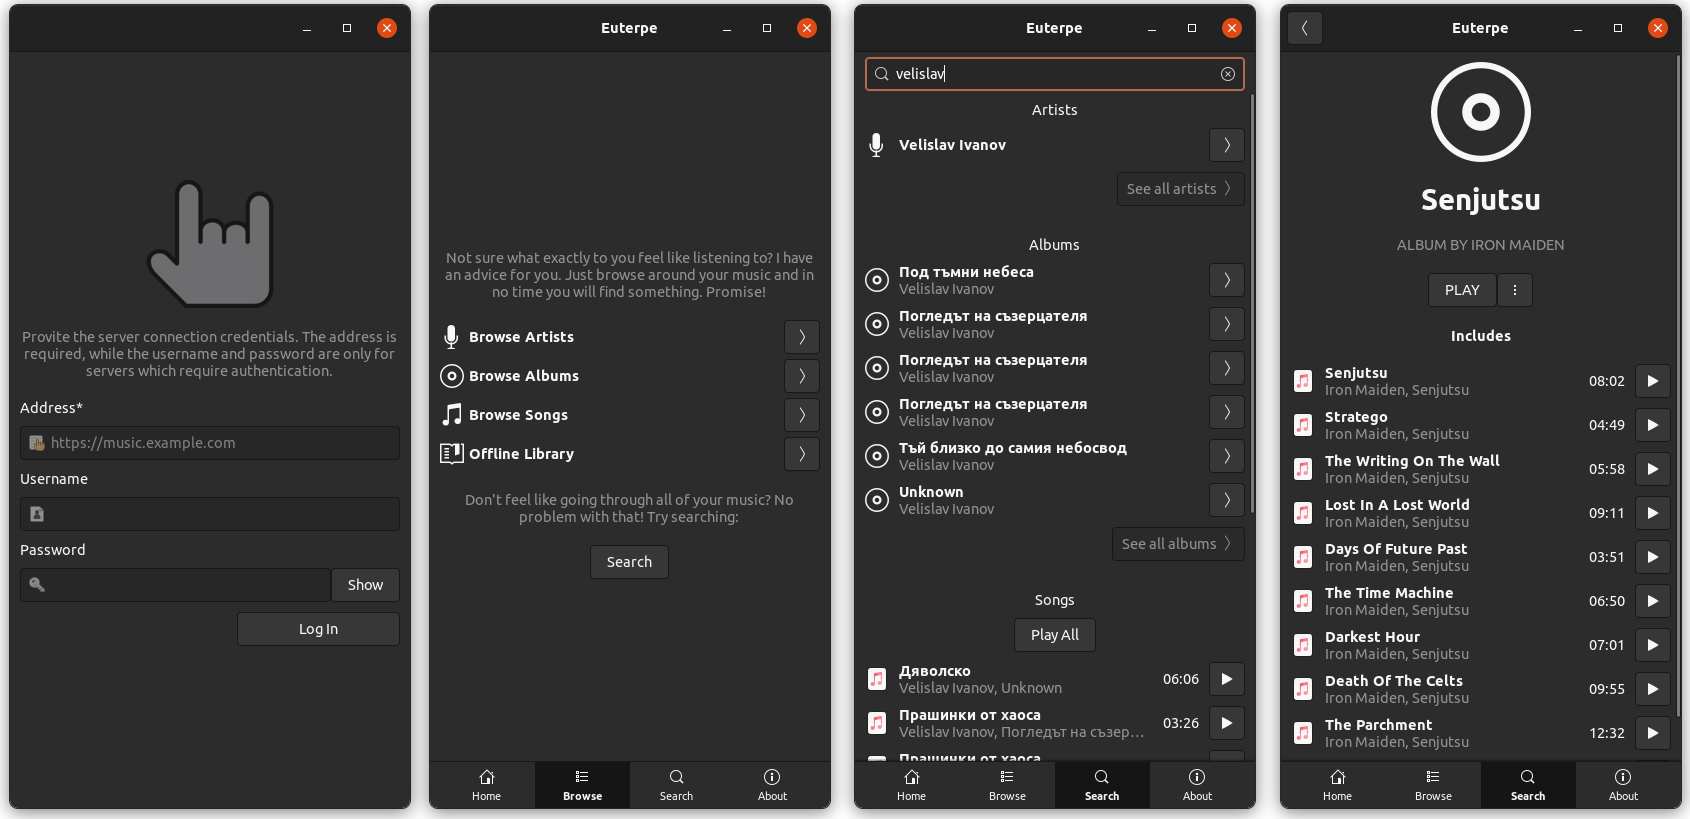 Provite the server connection credentials. The address is
required, while the username and password are only for
servers which require authentication.
Address*
https://music.example.com
Username
Password
Show
Log In
Euterpe
Not sure what exactly to you feel like listening to? I have
an advice for you. Just browse around your music and in
no time you will find something. Promise!
Browse Artists
Browse Albums
Browse Songs
Offline Library
Don't feel like going through all of your music? No
problem with that! Try searching:
Search
Home
Browse
Search
About
Euterpe
velislav
Artists
Velislav Ivanov
See all artists
Albums
Под тъмни небеса
Velislav Ivanov
Погледът на съзерцателя
Velislav Ivanov
Погледът на съзерцателя
Velislav Ivanov
Погледът на съзерцателя
Velislav Ivanov
Тъй близко до самия небосвод
Velislav Ivanov
Unknown
Velislav Ivanov
See all albums
Songs
Play All
Дяволско
06:06
Velislav Ivanov, Unknown
Прашинки от хаоса
03:26
Velislav Ivanov, Погледът на съзер...
Прашинки от хаоса
Home
Browse
Search
About
Euterpe
Senjutsu
ALBUM BY IRON MAIDEN
PLAY
Includes
Senjutsu
08:02
Iron Maiden, Senjutsu
Stratego
04:49
Iron Maiden, Senjutsu
The Writing On The Wall
05:58
Iron Maiden, Senjutsu
Lost In A Lost World
09:11
Iron Maiden, Senjutsu
Days Of Future Past
03:51
Iron Maiden, Senjutsu
The Time Machine
06:50
Iron Maiden, Senjutsu
Darkest Hour
07:01
Iron Maiden, Senjutsu
Death Of The Celts
09:55
Iron Maiden, Senjutsu
The Parchment
12:32
Iron Maiden, Senjutsu
Home
Browse
Search
About